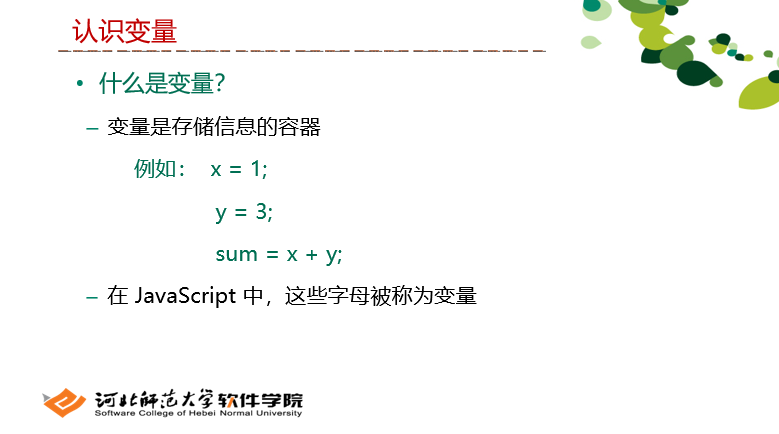 认识变量
• 什么是变量?
– 变量是存储信息的容器
例如： x = 1;
y = 3;
sum = x + y;
– 在 JavaScript 中，这些字母被称为变量
河北师范大学软件学院
Software College of Hebei Normal University